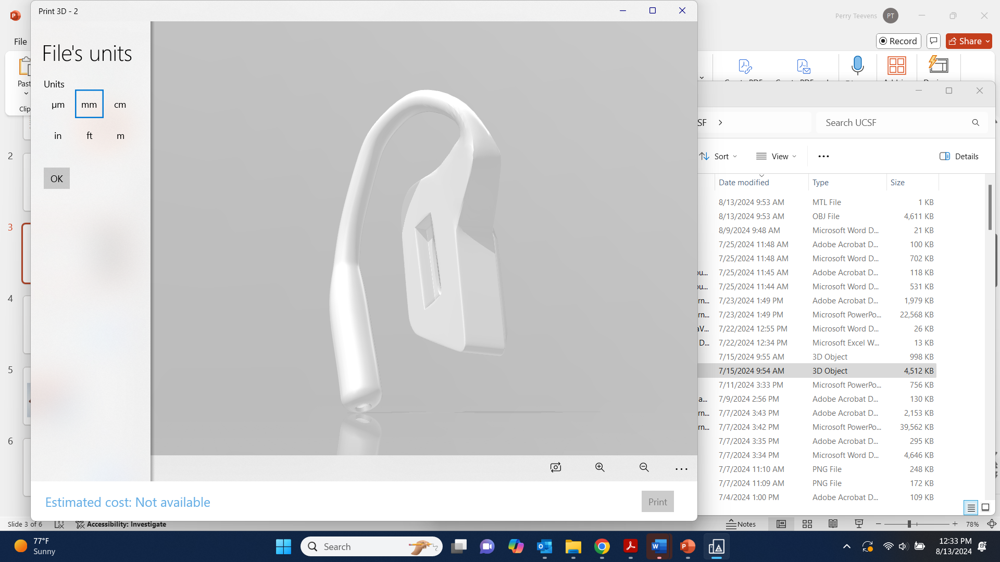 Print 3D - 2
Perry Teevens
PT
File
Record
Share
File's units
Units
µm
mm
cm
in
ft
m
OK
Past
Clip
2
3
4
5
6
SF
Search UCSF
Sort
View
Details
Date modified
Type
Size
8/13/2024 9:53 AM MTL File 1 KB
8/13/2024 9:53 AM OBJ File 4,611 KB
8/9/2024 9:48 AM Microsoft Word D... 21 KB
7/25/2024 11:48 AM Adobe Acrobat D... 100 KB
7/25/2024 11:48 AM Microsoft Word D... 702 KB
ou... 7/25/2024 11:45 AM Adobe Acrobat D... 118 KB
ou... 7/25/2024 11:44 AM Microsoft Word D... 531 KB
rn... 7/23/2024 1:49 PM Adobe Acrobat D... 1,979 KB
rn... 7/23/2024 1:49 PM Microsoft PowerPo... 22,568 KB
aV... 7/22/2024 12:55 PM Microsoft Word D... 26 KB
D... 7/22/2024 12:34 PM Microsoft Excel W... 13 KB
7/15/2024 9:55 AM 3D Object 998 KB
7/15/2024 9:54 AM 3D Object 4,512 KB
7/11/2024 3:33 PM Microsoft PowerPo... 756 KB
a... 7/9/2024 2:56 PM Adobe Acrobat D... 130 KB
rn... 7/7/2024 3:43 PM Adobe Acrobat D... 2,153 KB
rn... 7/7/2024 3:42 PM Microsoft PowerPo... 39,562 KB
7/7/2024 3:35 PM Adobe Acrobat D... 295 KB
7/7/2024 3:34 PM Microsoft Word D... 4,646 KB
7/7/2024 11:10 AM PNG File 248 KB
7/7/2024 11:09 AM PNG File 172 KB
7/4/2024 1:00 PM Adobe Acrobat D... 109 KB
Estimated cost: Not available
Print
Slide 3 of 6
Accessibility: Investigate
Notes
78%
77°F
Sunny
Search
12:33 PM
8/13/2024